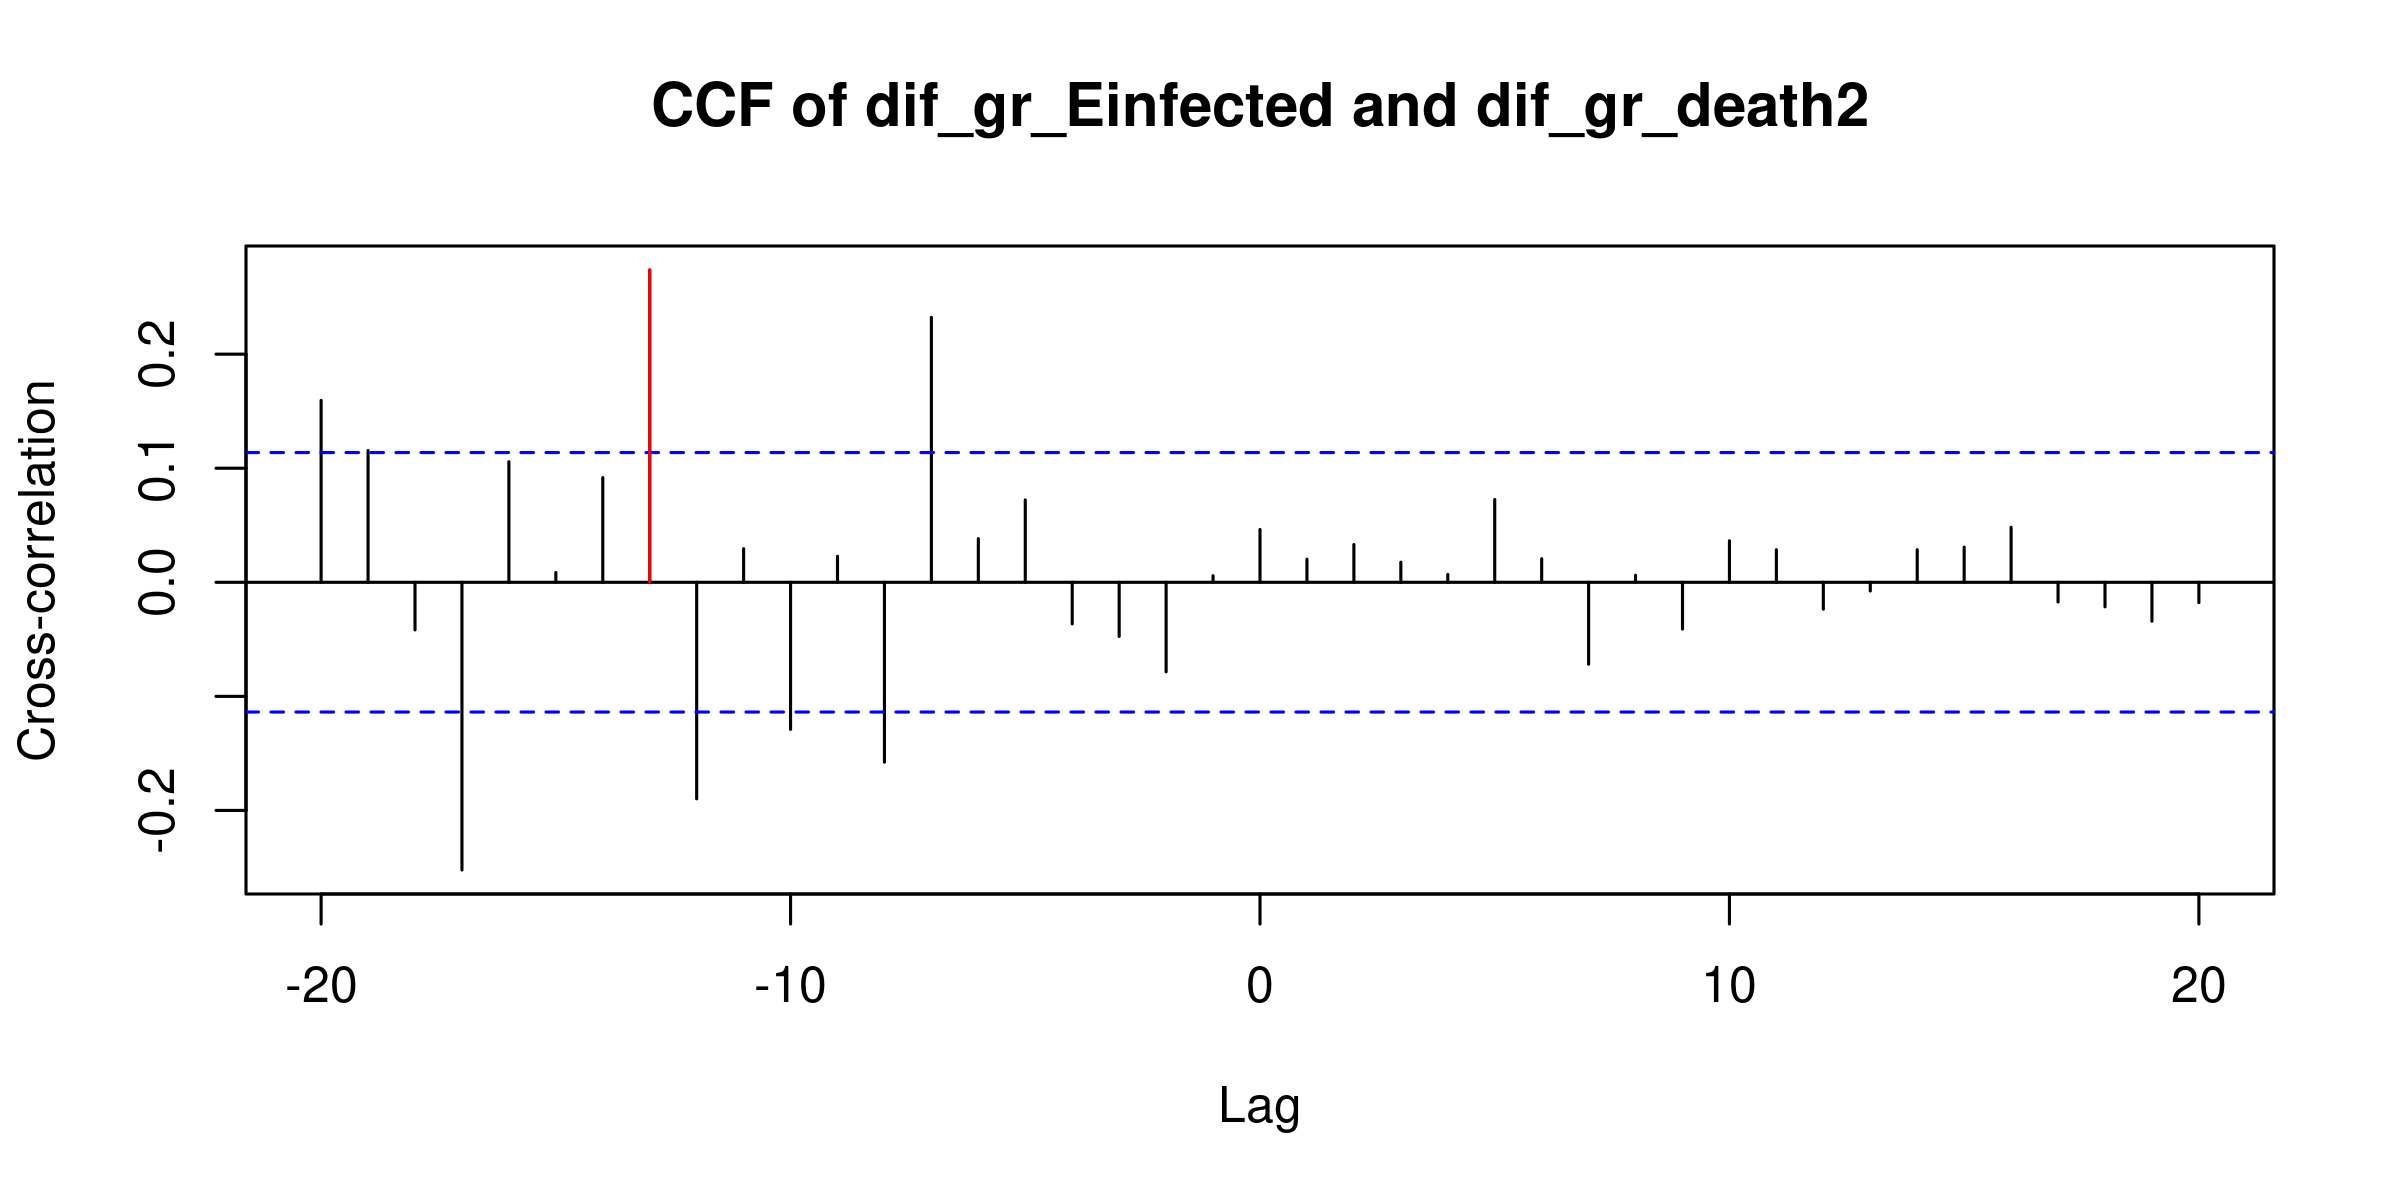 CCF of dif_gr_Einfected and dif_gr_death2
Cross-correlation
0.2
0.1
0.0
-0.2
-20 -10 0 10 20
Lag